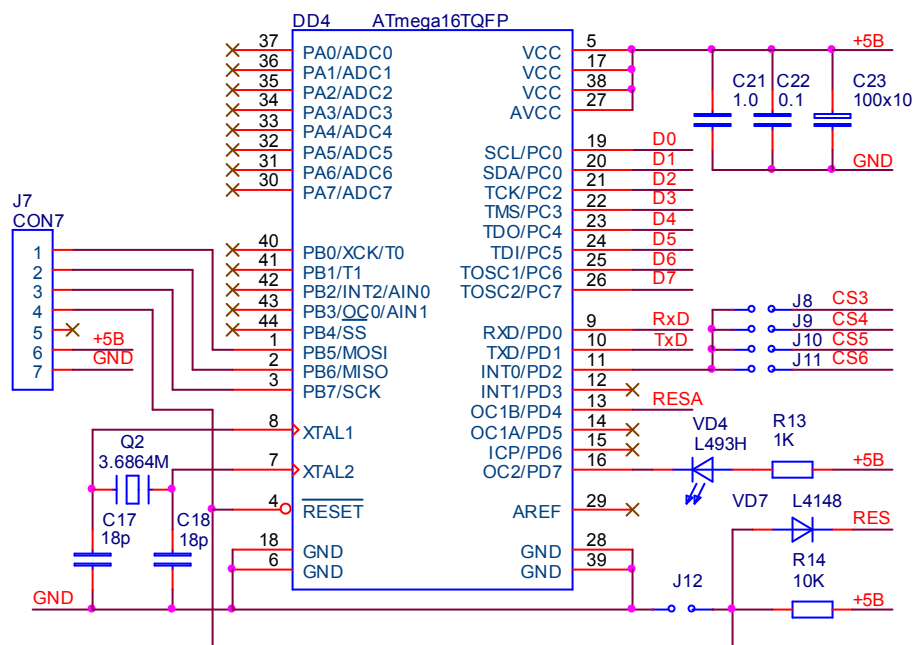 DD4 ATmega16TQFP
37 PA0/ADC0
36 PA1/ADC1
35 PA2/ADC2
34 PA3/ADC3
33 PA4/ADC4
32 PA5/ADC5
31 PA6/ADC6
30 PA7/ADC7
40 PB0/XCK/T0
41 PB1/T1
42 PB2/INT2/AIN0
43 PB3/OC0/AIN1
44 PB4/SS
1 PB5/MOSI
2 PB6/MISO
3 PB7/SCK
8 XTAL1
7 XTAL2
4 RESET
18 GND
6 GND
VCC 5
VCC 17
VCC 38
AVCC 27
SCL/PC0 19 D0
SDA/PC0 20 D1
TCK/PC2 21 D2
TMS/PC3 22 D3
TDO/PC4 23 D4
TDI/PC5 24 D5
TOSC1/PC6 25 D6
TOSC2/PC7 26 D7
RXD/PD0 9 RxD
TXD/PD1 10 TxD
INT0/PD2 11
INT1/PD3 12
OC1B/PD4 13 RESA
OC1A/PD5 14
ICP/PD6 15
OC2/PD7 16
AREF 29
GND 28
GND 39
J7
CON7
1
2
3
4
5
6 +5B
7 GND
Q2
3.6864M
C17
18p
C18
18p
GND
+5B
C21
1.0
C22
0.1
C23
100x10
GND
J8 CS3
J9 CS4
J10 CS5
J11 CS6
VD4
L493H
R13
1K
+5B
VD7 L4148
RES
R14
10K
+5B
J12